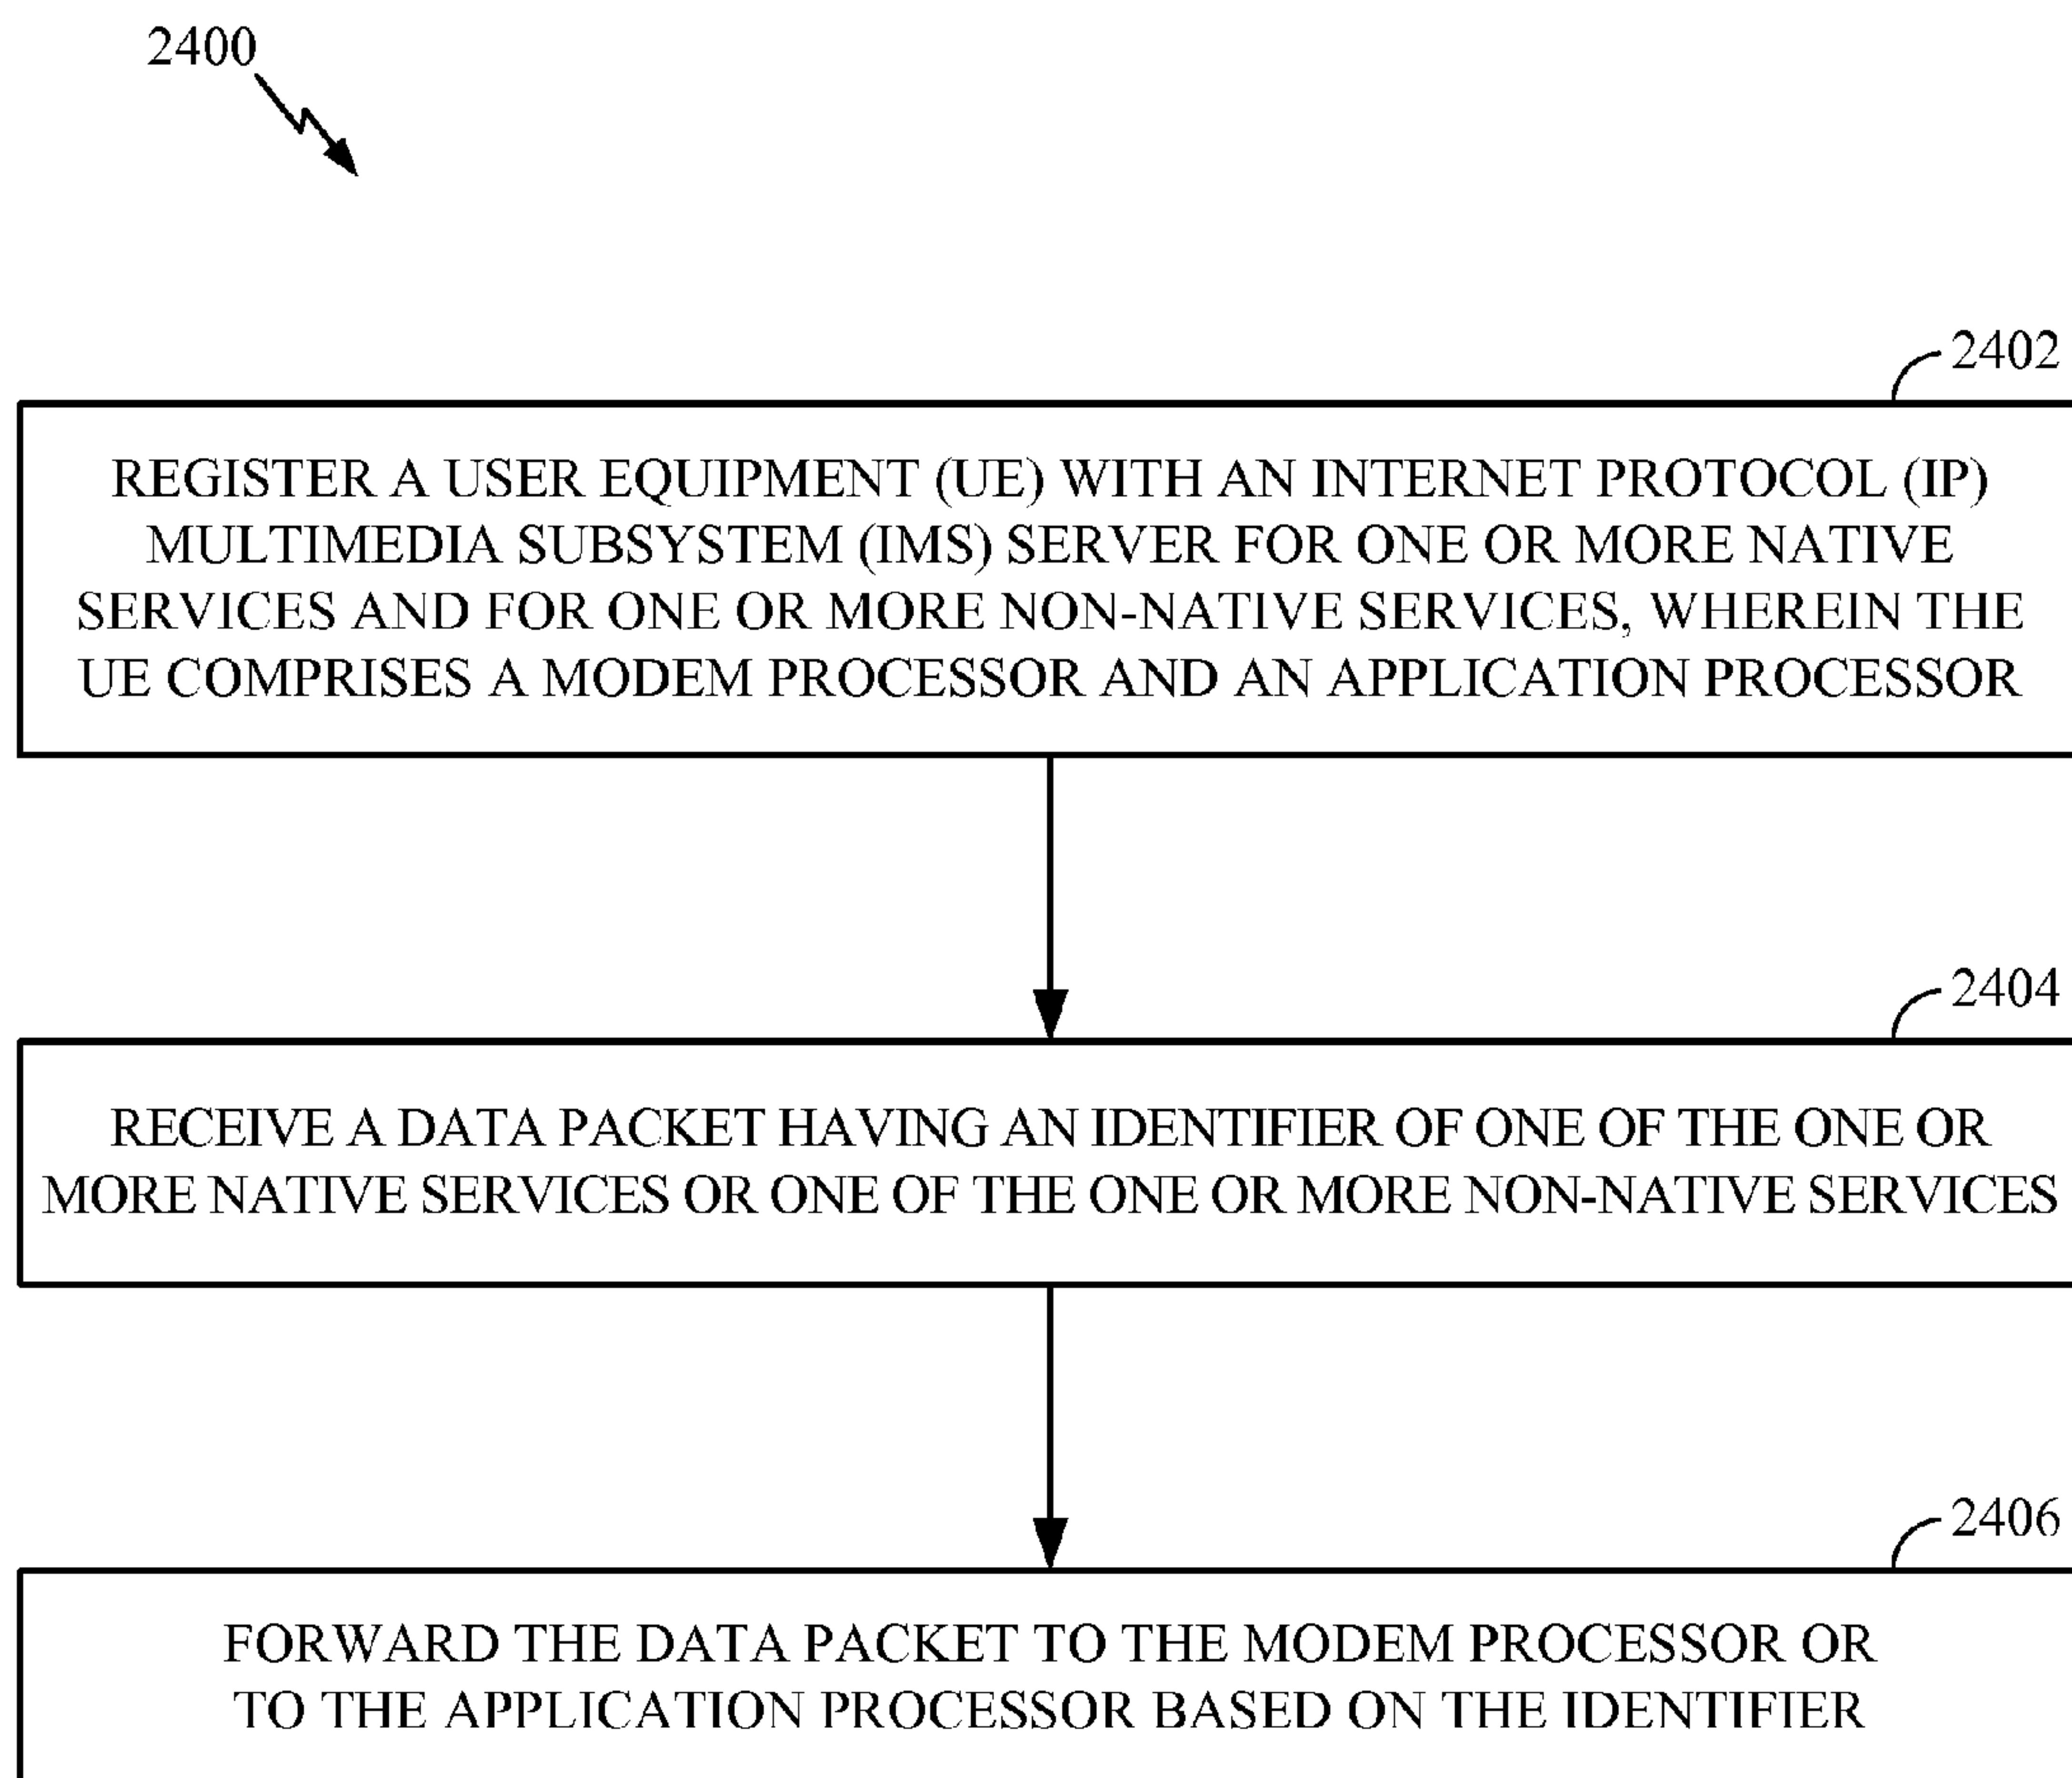 2400
2402
REGISTER A USER EQUIPMENT (UE) WITH AN INTERNET PROTOCOL (IP)
MULTIMEDIA SUBSYSTEM (IMS) SERVER FOR ONE OR MORE NATIVE
SERVICES AND FOR ONE OR MORE NON-NATIVE SERVICES, WHEREIN THE
UE COMPRISES A MODEM PROCESSOR AND AN APPLICATION PROCESSOR
2404
RECEIVE A DATA PACKET HAVING AN IDENTIFIER OF ONE OF THE ONE OR
MORE NATIVE SERVICES OR ONE OF THE ONE OR MORE NON-NATIVE SERVICES
2406
FORWARD THE DATA PACKET TO THE MODEM PROCESSOR OR
TO THE APPLICATION PROCESSOR BASED ON THE IDENTIFIER